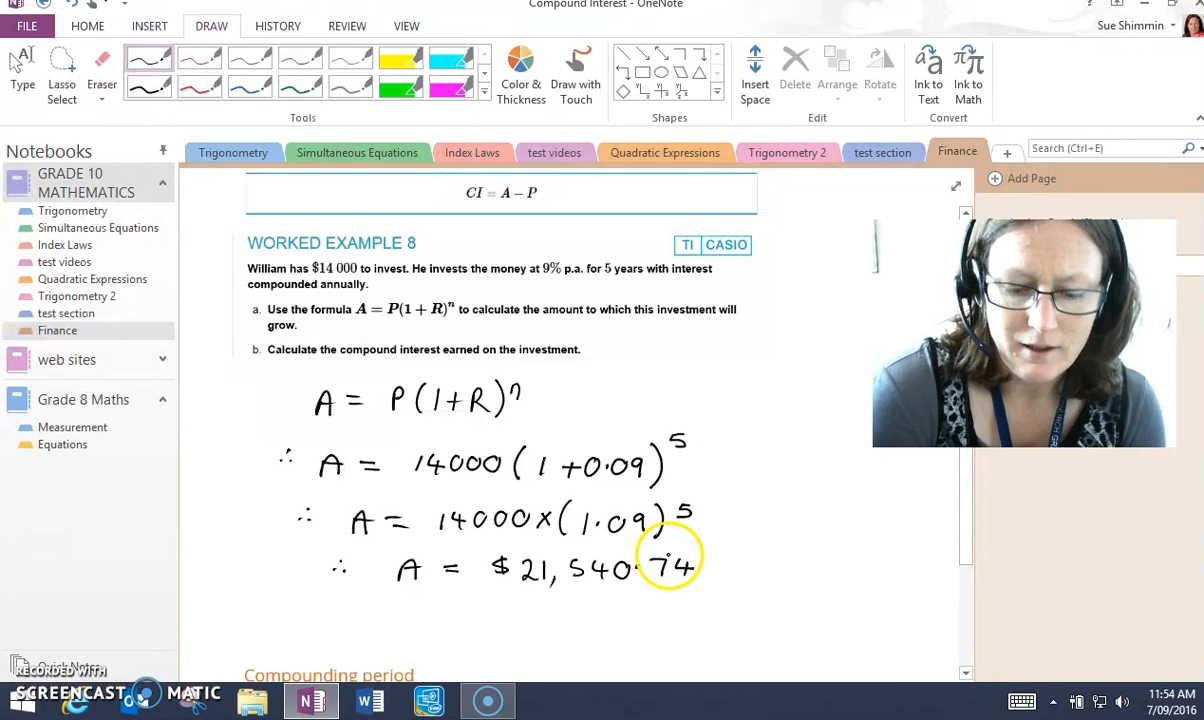 Compound Interest - OneNote
FILE HOME INSERT DRAW HISTORY REVIEW VIEW
Sue Shimmin
Type Lasso Select Eraser Color & Thickness Draw with Touch Insert Space Delete Arrange Rotate Ink to Text Ink to Math
Tools Shapes Edit Convert
Notebooks
Trigonometry Simultaneous Equations Index Laws test videos Quadratic Expressions Trigonometry 2 test section Finance
Search (Ctrl+E)
Add Page
GRADE 10 MATHEMATICS
Trigonometry
Simultaneous Equations
Index Laws
test videos
Quadratic Expressions
Trigonometry 2
test section
Finance
web sites
Grade 8 Maths
Measurement
Equations
CI = A − P
WORKED EXAMPLE 8 TI CASIO
William has $14 000 to invest. He invests the money at 9% p.a. for 5 years with interest
compounded annually.
a. Use the formula A = P(1 + R)ⁿ to calculate the amount to which this investment will
grow.
b. Calculate the compound interest earned on the investment.
A = P(1+R)ⁿ
∴ A = 14000(1+0.09)⁵
∴ A = 14000×(1.09)⁵
∴ A = $21,540.74
Compounding period
Quick Notes
RECORDED WITH
SCREENCAST MATIC
11:54 AM
7/09/2016